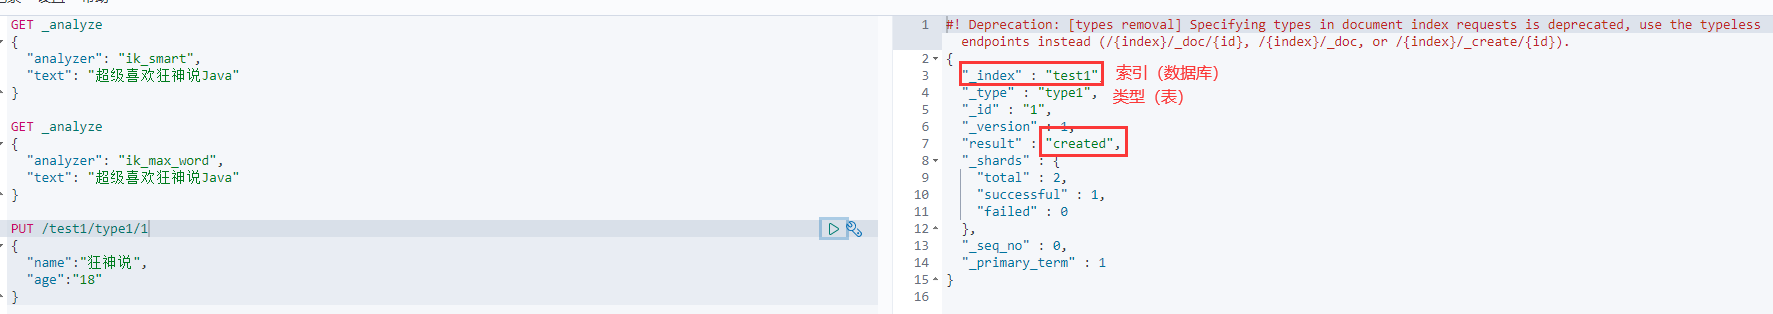 GET _analyze
{
"analyzer": "ik_smart",
"text": "超级喜欢狂神说Java"
}
GET _analyze
{
"analyzer": "ik_max_word",
"text": "超级喜欢狂神说Java"
}
PUT /test1/type1/1
{
"name":"狂神说",
"age":"18"
}
1 #! Deprecation: [types removal] Specifying types in document index requests is deprecated, use the typeless
endpoints instead (/{index}/_doc/{id}, /{index}/_doc, or /{index}/_create/{id}).
2 {
3 "_index" : "test1", 索引（数据库）
4 "_type" : "type1", 类型（表）
5 "_id" : "1",
6 "_version" : 1,
7 "result" : "created",
8 "_shards" : {
9 "total" : 2,
10 "successful" : 1,
11 "failed" : 0
12 },
13 "_seq_no" : 0,
14 "_primary_term" : 1
15 }
16